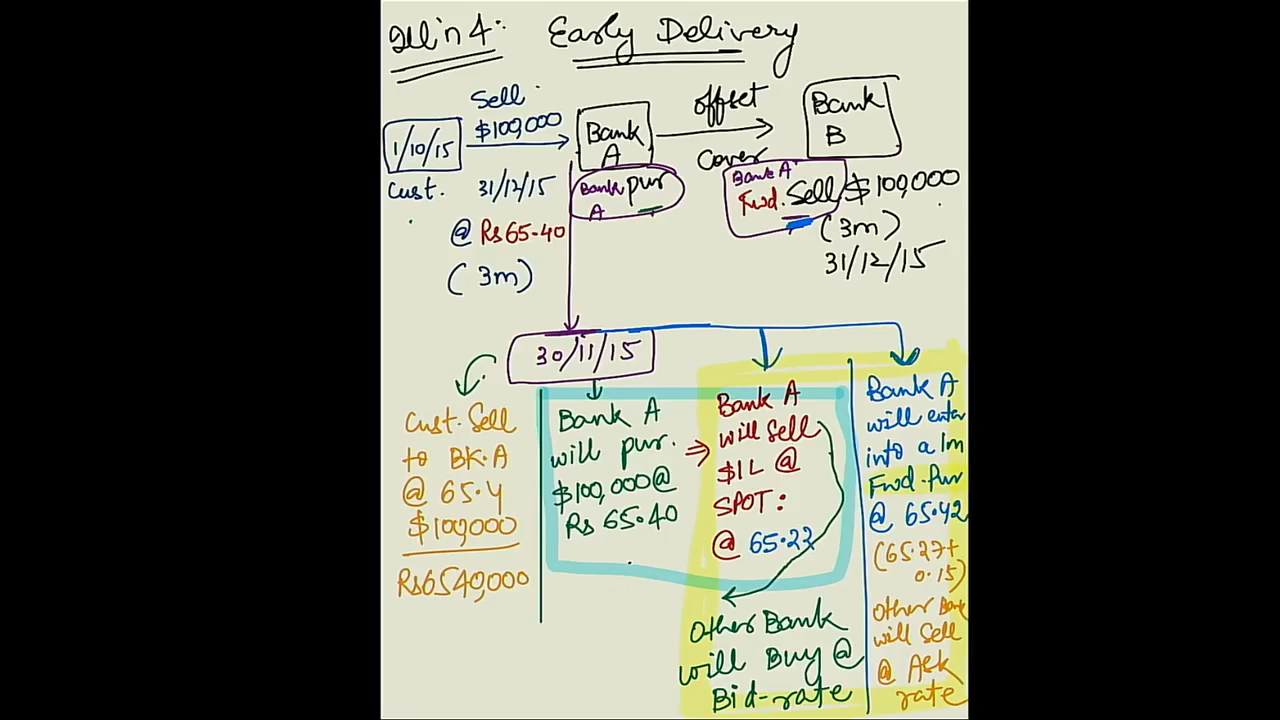 Ill'n 4: Early Delivery
1/10/15
Cust.
Sell
$100,000
31/12/15
@ Rs 65.40
(3m)
Bank
A
Bank pur
A
offset
cover
Bank
B
Bank A
Fwd. Sell $100,000
(3m)
31/12/15
30/11/15
Cust. Sell
to BK.A
@ 65.4
$100,000
Rs 6540,000
Bank A
will pur.
$100,000 @
Rs 65.40
⇒
Bank A
will sell
$1L @
SPOT:
@ 65.22
Other Bank
will Buy @
Bid-rate
Bank A
will enter
into a 1m
Fwd-Pur
@ 65.42
(65.27+
0.15)
Other Bank
will sell
@ Ask
rate